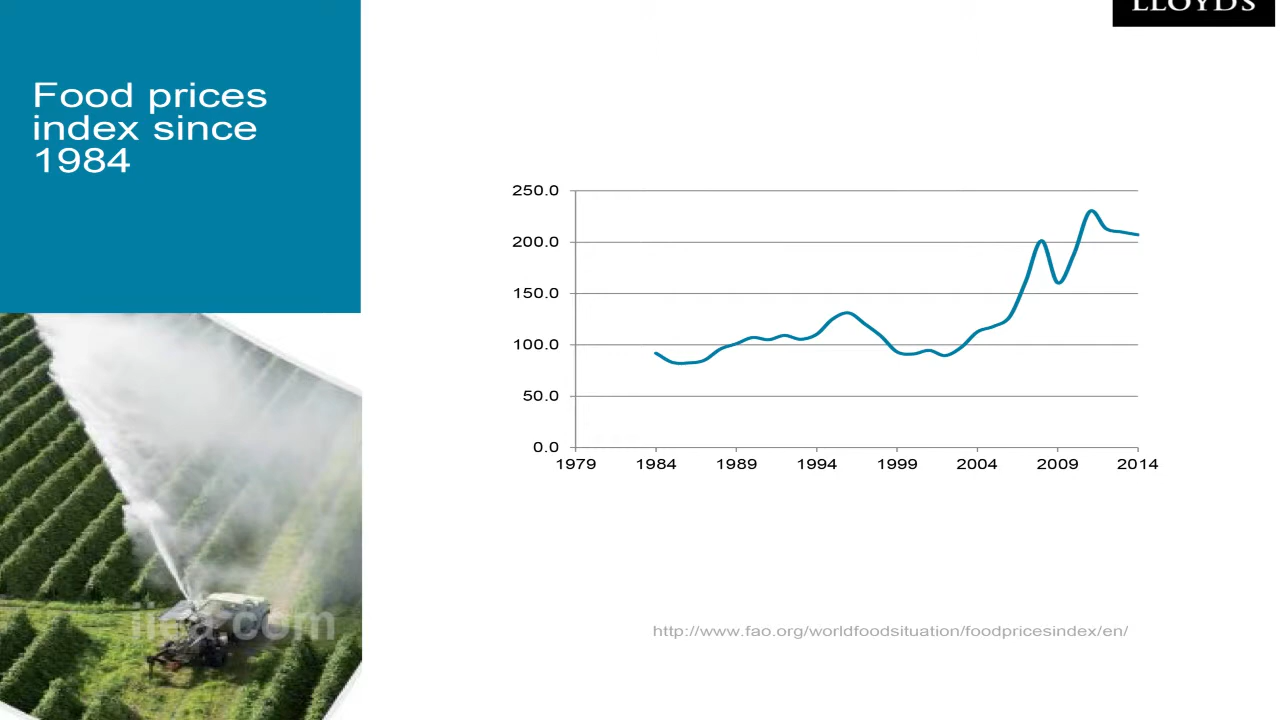 LLOYD'S
Food prices
index since
1984
250.0
200.0
150.0
100.0
50.0
0.0
1979 1984 1989 1994 1999 2004 2009 2014
http://www.fao.org/worldfoodsituation/foodpricesindex/en/